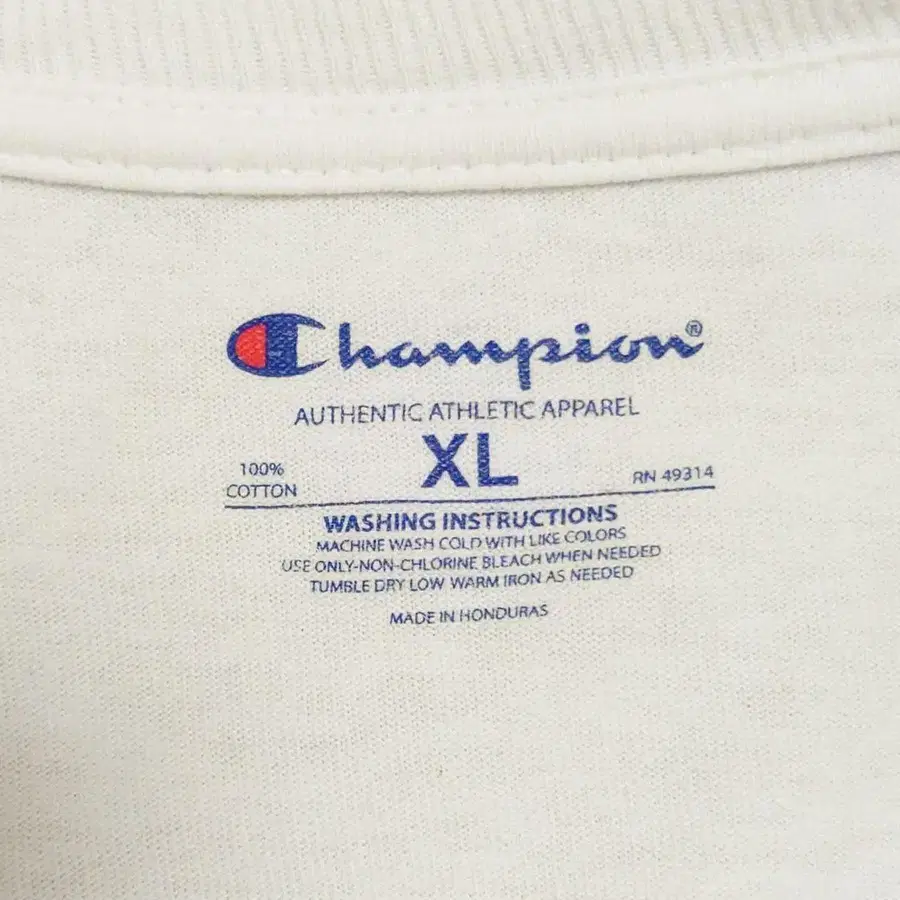 Champion®
AUTHENTIC ATHLETIC APPAREL
XL
100%
COTTON
RN 49314
WASHING INSTRUCTIONS
MACHINE WASH COLD WITH LIKE COLORS
USE ONLY-NON-CHLORINE BLEACH WHEN NEEDED
TUMBLE DRY LOW WARM IRON AS NEEDED
MADE IN HONDURAS